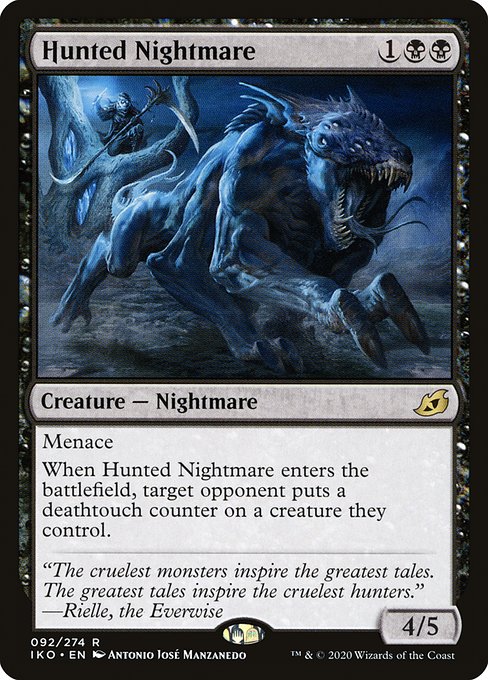 Hunted Nightmare 1
Creature — Nightmare
Menace
When Hunted Nightmare enters the
battlefield, target opponent puts a
deathtouch counter on a creature they
control.
“The cruelest monsters inspire the greatest tales.
The greatest tales inspire the cruelest hunters.”
—Rielle, the Everwise
4/5
092/274 R
IKO • EN Antonio José Manzanedo
™ & © 2020 Wizards of the Coast